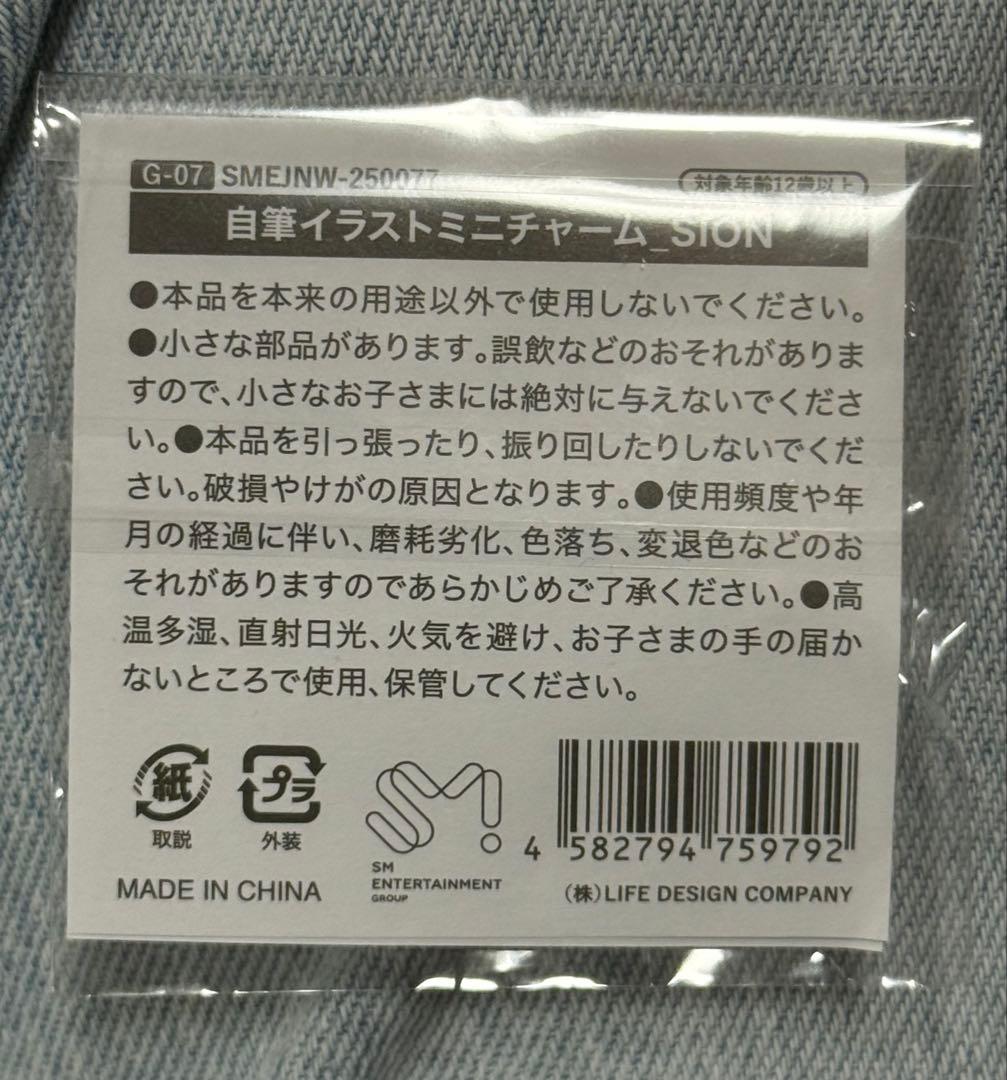 G-07 SMEJNW-250077 対象年齢12歳以上
自筆イラストミニチャーム_SION
●本品を本来の用途以外で使用しないでください。
●小さな部品があります。誤飲などのおそれがありま
すので、小さなお子さまには絶対に与えないでくださ
い。●本品を引っ張ったり、振り回したりしないでくだ
さい。破損やけがの原因となります。●使用頻度や年
月の経過に伴い、磨耗劣化、色落ち、変退色などのお
それがありますのであらかじめご了承ください。●高
温多湿、直射日光、火気を避け、お子さまの手の届か
ないところで使用、保管してください。
紙
取説
プラ
外装
SM
ENTERTAINMENT
GROUP
4 582794 759792
MADE IN CHINA
(株)LIFE DESIGN COMPANY